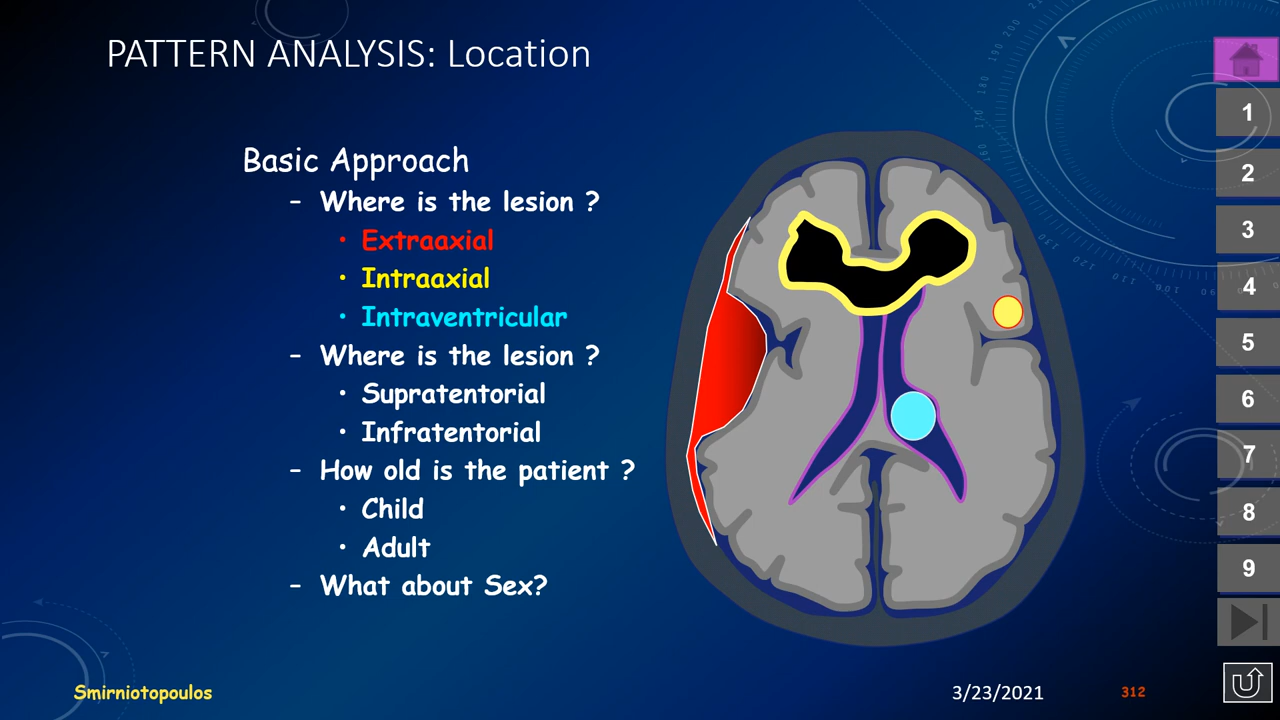 PATTERN ANALYSIS: Location
Basic Approach
– Where is the lesion ?
• Extraaxial
• Intraaxial
• Intraventricular
– Where is the lesion ?
• Supratentorial
• Infratentorial
– How old is the patient ?
• Child
• Adult
– What about Sex?
1
2
3
4
5
6
7
8
9
Smirniotopoulos
3/23/2021
312